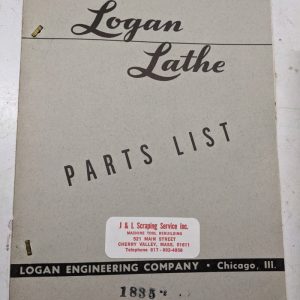 Logan
Lathe
PARTS LIST
J & L Scraping Service Inc.
MACHINE TOOL REBUILDING
521 MAIN STREET
CHERRY VALLEY, MASS. 01611
Telephone 617-892-4858
LOGAN ENGINEERING COMPANY • Chicago, Ill.
1835